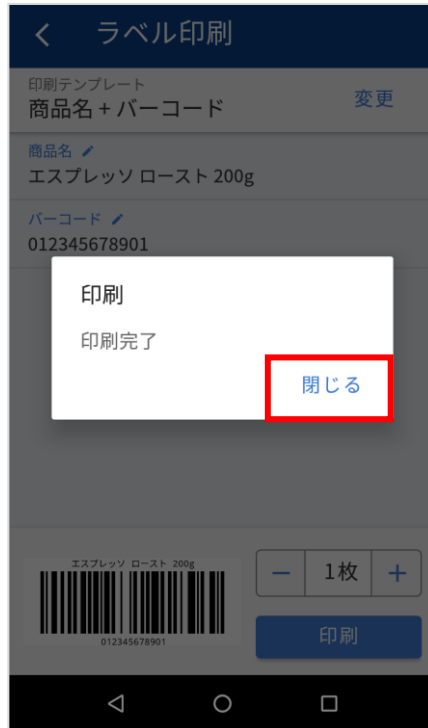 ラベル印刷
印刷テンプレート
商品名 + バーコード
変更
商品名
エスプレッソ ロースト 200g
バーコード
012345678901
印刷
印刷完了
閉じる
エスプレッソ ロースト 200g
012345678901
1枚
印刷